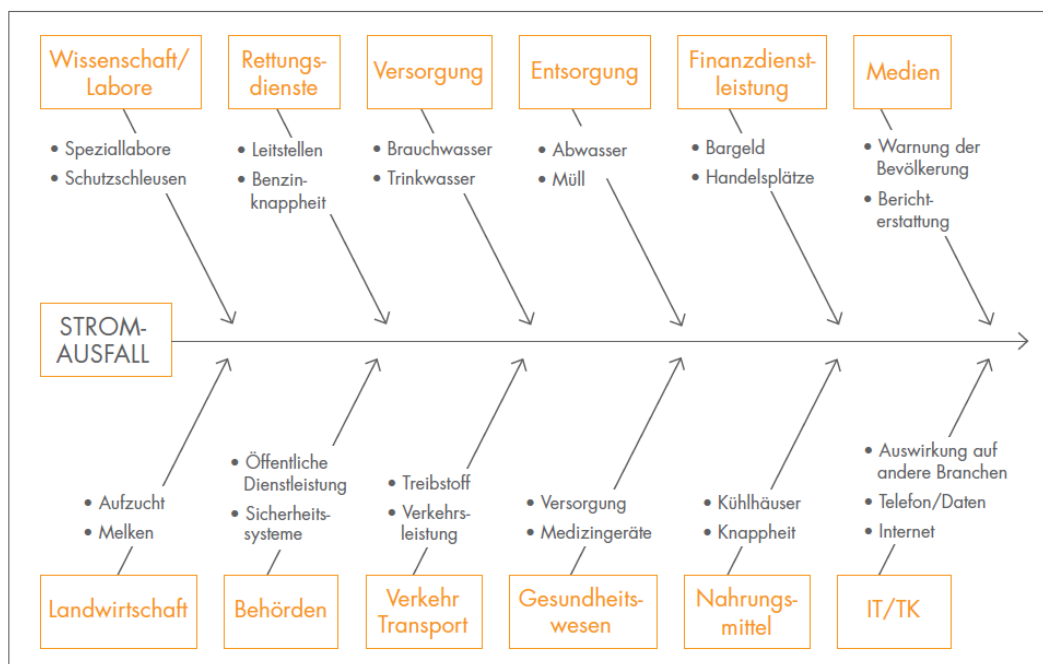 Wissenschaft/
Labore
Rettungs-
dienste
Versorgung
Entsorgung
Finanzdienst-
leistung
Medien
• Speziallabore
• Schutzschleusen
• Leitstellen
• Benzin-
knappheit
• Brauchwasser
• Trinkwasser
• Abwasser
• Müll
• Bargeld
• Handelsplätze
• Warnung der
Bevölkerung
• Bericht-
erstattung
STROM-
AUSFALL
• Aufzucht
• Melken
• Öffentliche
Dienstleistung
• Sicherheits-
systeme
• Treibstoff
• Verkehrs-
leistung
• Versorgung
• Medizingeräte
• Kühlhäuser
• Knappheit
• Auswirkung auf
andere Branchen
• Telefon/Daten
• Internet
Landwirtschaft
Behörden
Verkehr
Transport
Gesundheits-
wesen
Nahrungs-
mittel
IT/TK